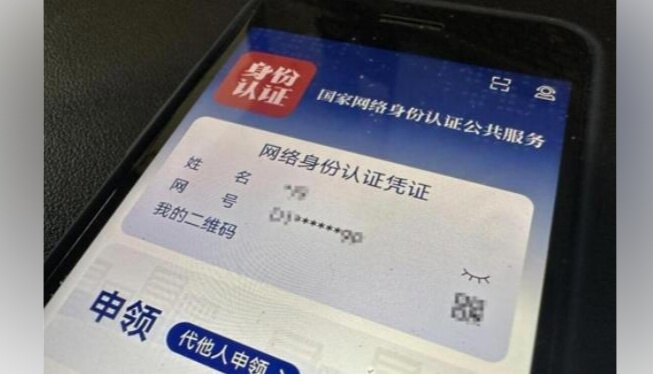 身份
认证
国家网络身份认证公共服务
网络身份认证凭证
姓 名
网 号
******
我的二维码
申领
代他人申领